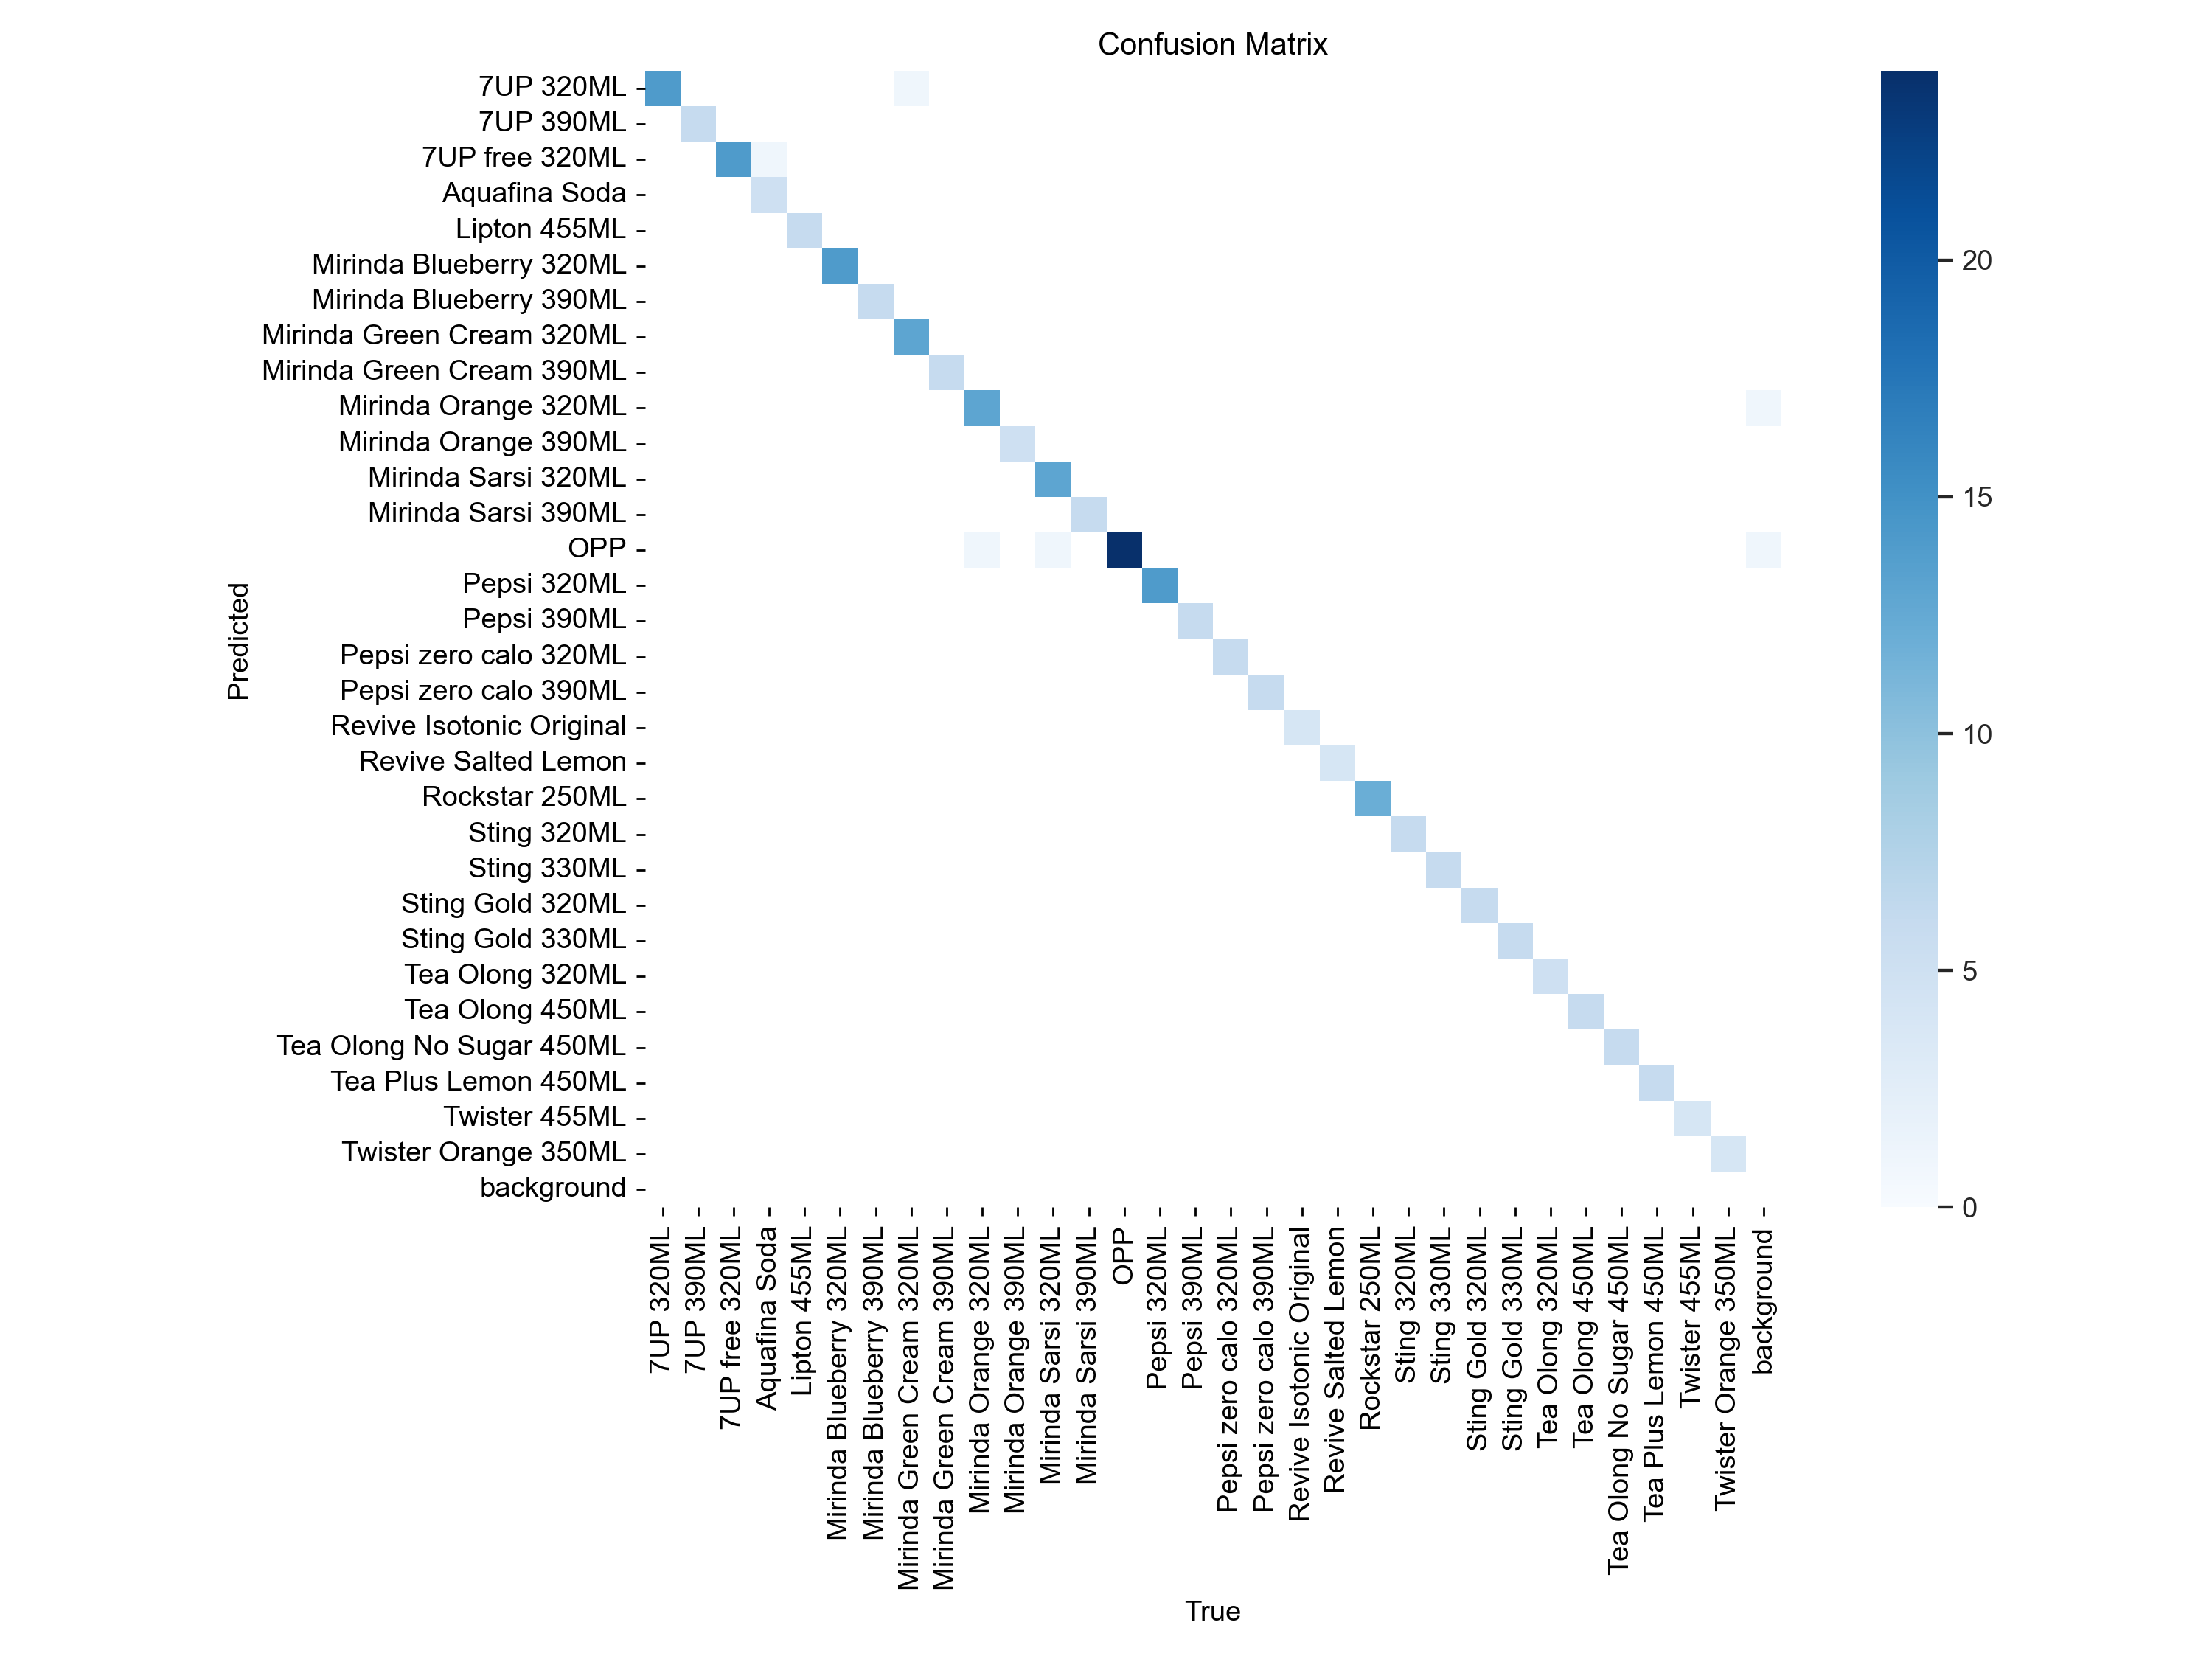 Confusion Matrix
7UP 320ML
7UP 390ML
7UP free 320ML
Aquafina Soda
Lipton 455ML
Mirinda Blueberry 320ML
Mirinda Blueberry 390ML
Mirinda Green Cream 320ML
Mirinda Green Cream 390ML
Mirinda Orange 320ML
Mirinda Orange 390ML
Mirinda Sarsi 320ML
Mirinda Sarsi 390ML
OPP
Pepsi 320ML
Pepsi 390ML
Pepsi zero calo 320ML
Pepsi zero calo 390ML
Revive Isotonic Original
Revive Salted Lemon
Rockstar 250ML
Sting 320ML
Sting 330ML
Sting Gold 320ML
Sting Gold 330ML
Tea Olong 320ML
Tea Olong 450ML
Tea Olong No Sugar 450ML
Tea Plus Lemon 450ML
Twister 455ML
Twister Orange 350ML
background
Predicted
7UP 320ML
7UP 390ML
7UP free 320ML
Aquafina Soda
Lipton 455ML
Mirinda Blueberry 320ML
Mirinda Blueberry 390ML
Mirinda Green Cream 320ML
Mirinda Green Cream 390ML
Mirinda Orange 320ML
Mirinda Orange 390ML
Mirinda Sarsi 320ML
Mirinda Sarsi 390ML
OPP
Pepsi 320ML
Pepsi 390ML
Pepsi zero calo 320ML
Pepsi zero calo 390ML
Revive Isotonic Original
Revive Salted Lemon
Rockstar 250ML
Sting 320ML
Sting 330ML
Sting Gold 320ML
Sting Gold 330ML
Tea Olong 320ML
Tea Olong 450ML
Tea Olong No Sugar 450ML
Tea Plus Lemon 450ML
Twister 455ML
Twister Orange 350ML
background
True
20
15
10
5
0